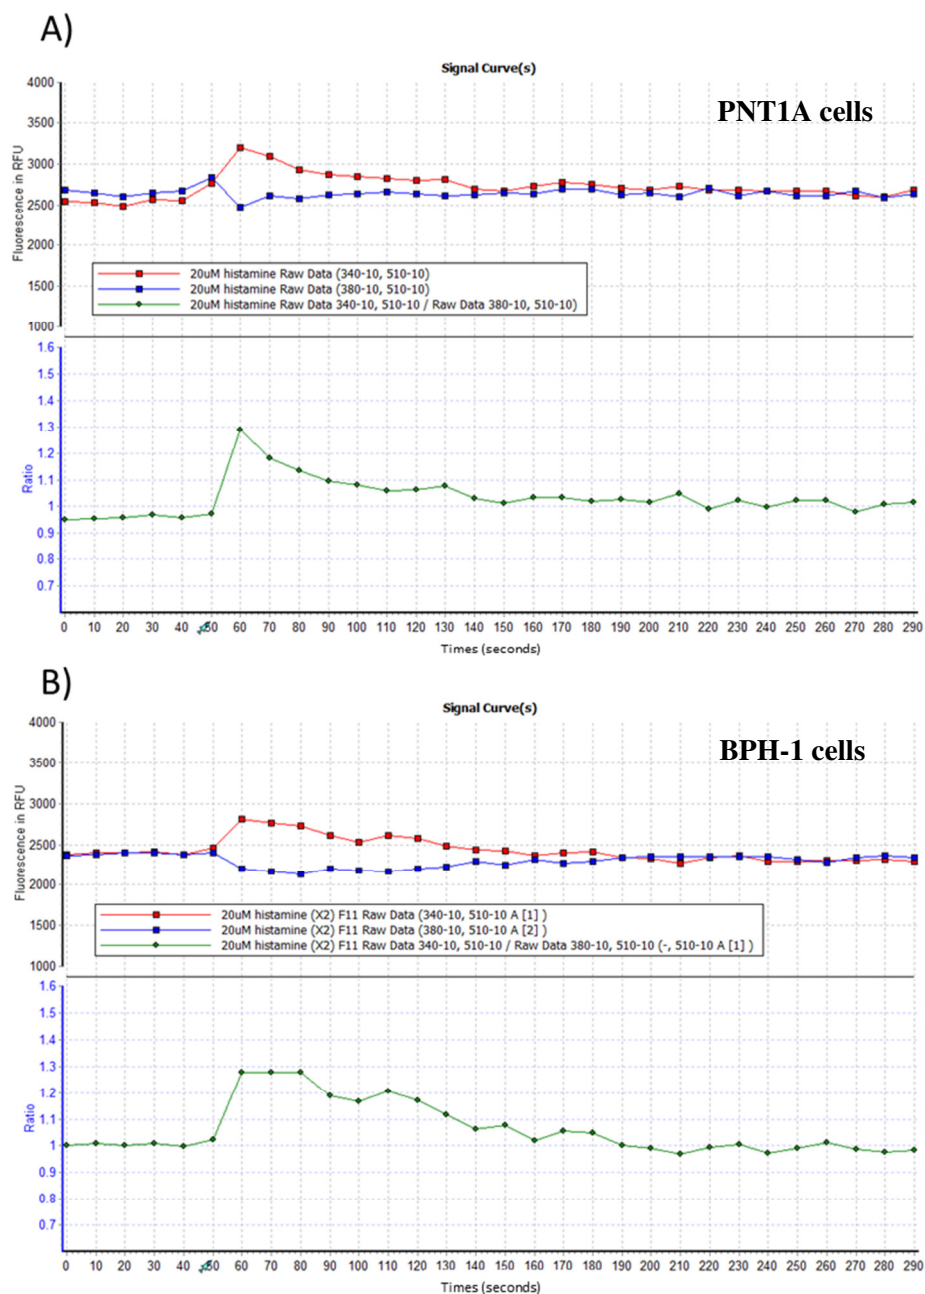 A)
Signal Curve(s)
PNT1A cells
4000
3500
3000
2500
2000
1500
1000
Fluorescence in RFU
20uM histamine Raw Data (340-10, 510-10)
20uM histamine Raw Data (380-10, 510-10)
20uM histamine Raw Data 340-10, 510-10 / Raw Data 380-10, 510-10)
1.6
1.5
1.4
1.3
1.2
1.1
1
0.9
0.8
0.7
Ratio
0 10 20 30 40 50 60 70 80 90 100 110 120 130 140 150 160 170 180 190 200 210 220 230 240 250 260 270 280 290
Times (seconds)
B)
Signal Curve(s)
BPH-1 cells
4000
3500
3000
2500
2000
1500
1000
Fluorescence in RFU
20uM histamine (X2) F11 Raw Data (340-10, 510-10 A [1] )
20uM histamine (X2) F11 Raw Data (380-10, 510-10 A [2] )
20uM histamine (X2) F11 Raw Data 340-10, 510-10 / Raw Data 380-10, 510-10 (-, 510-10 A [1] )
1.6
1.5
1.4
1.3
1.2
1.1
1
0.9
0.8
0.7
Ratio
0 10 20 30 40 50 60 70 80 90 100 110 120 130 140 150 160 170 180 190 200 210 220 230 240 250 260 270 280 290
Times (seconds)